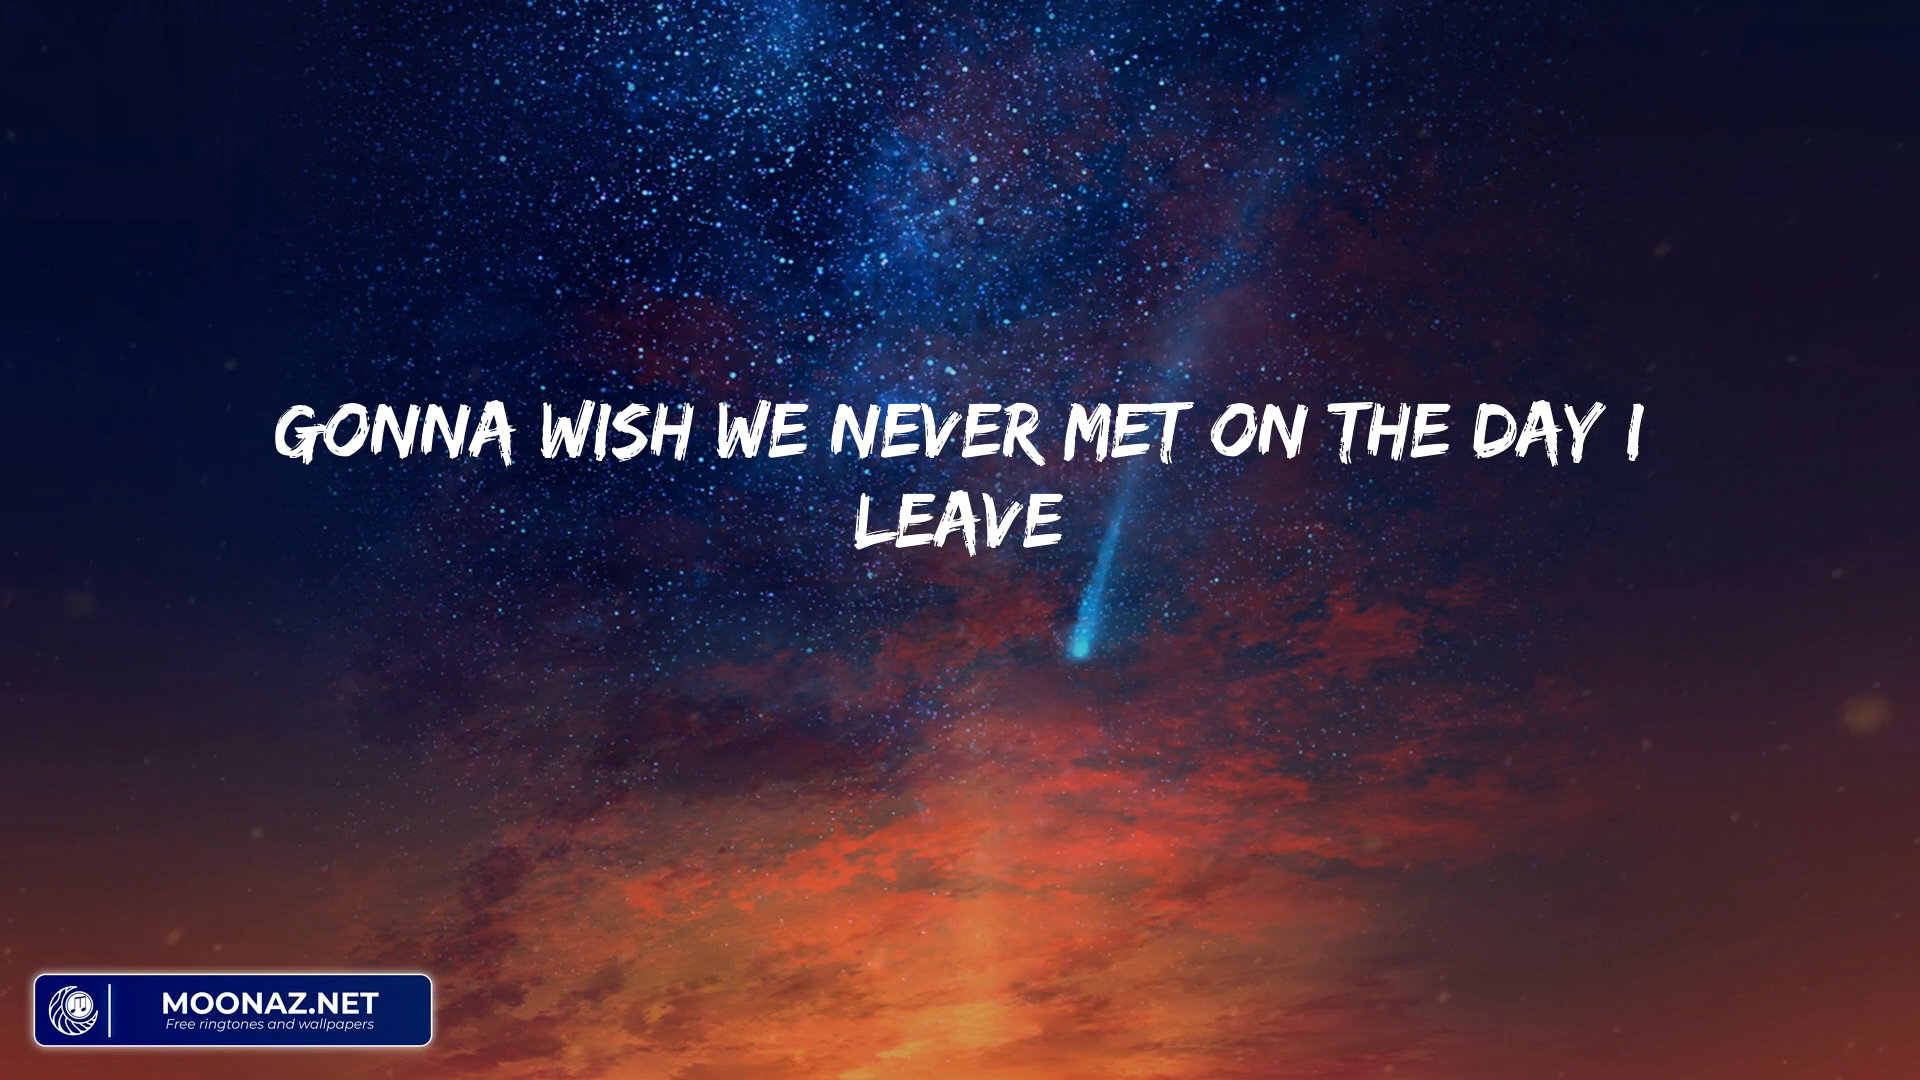 GONNA WISH WE NEVER MET ON THE DAY I
LEAVE
MOONAZ.NET
Free ringtones and wallpapers